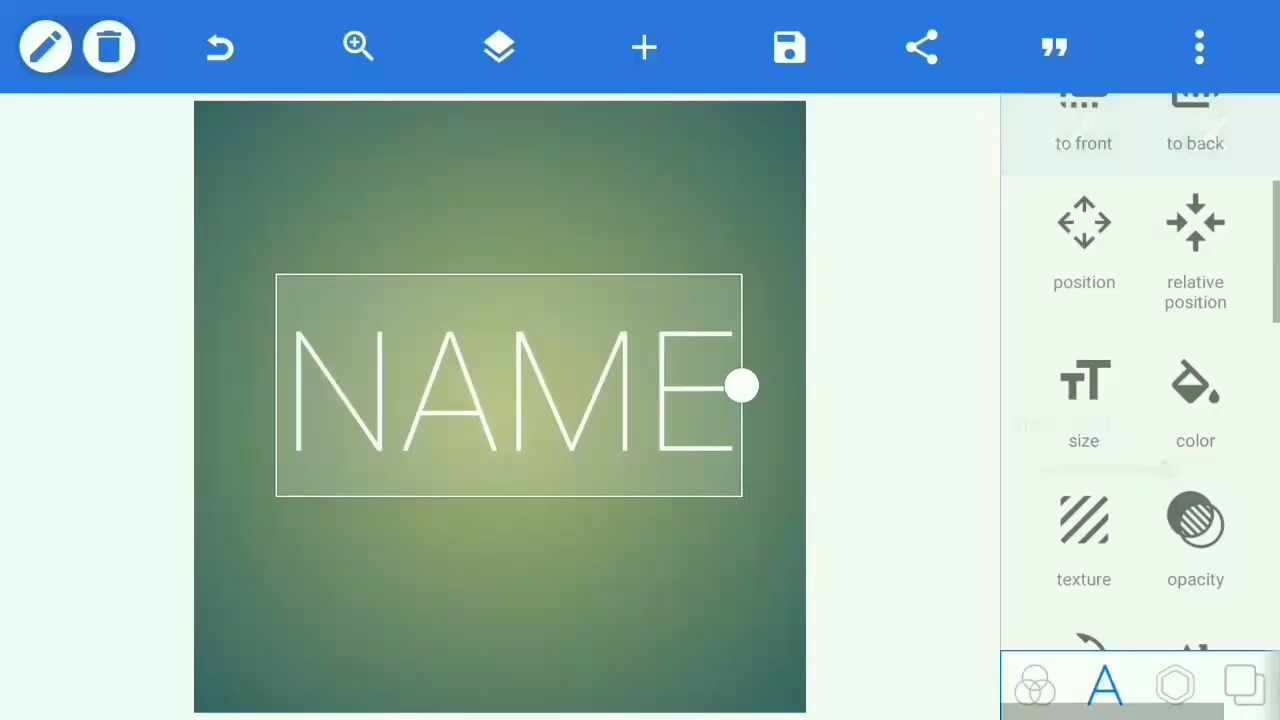 to front to back
NAME
position relative
position
size color
texture opacity